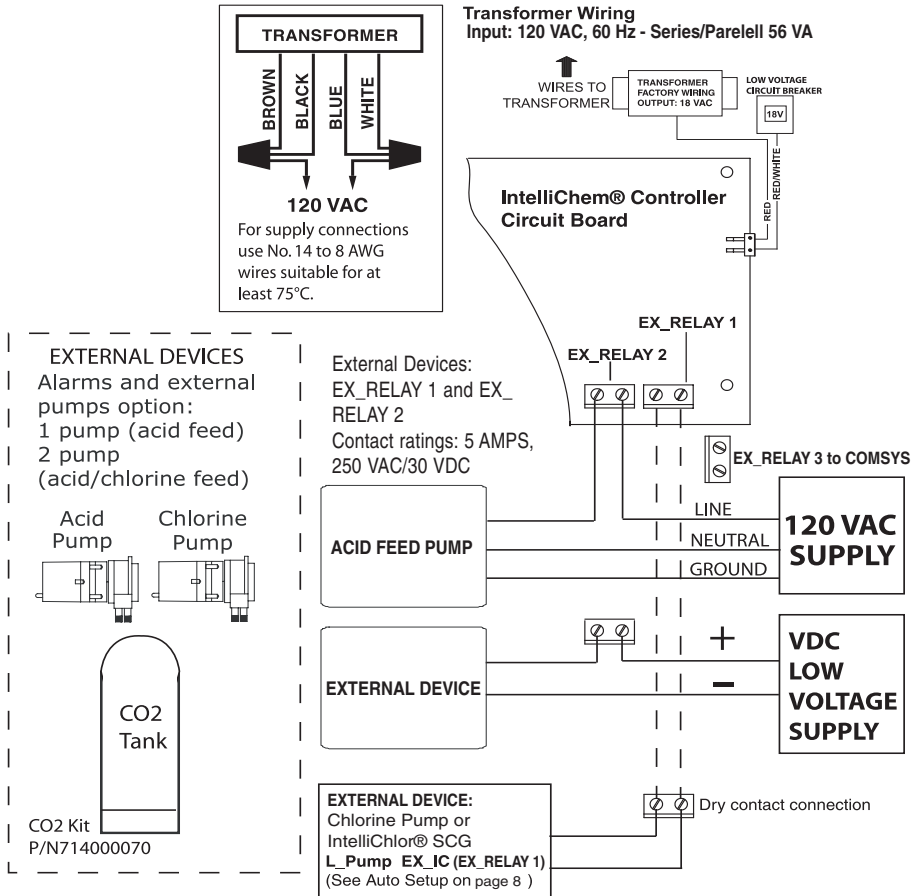 Transformer Wiring
Input: 120 VAC, 60 Hz - Series/Parelell 56 VA
TRANSFORMER
BROWN
BLACK
BLUE
WHITE
120 VAC
For supply connections
use No. 14 to 8 AWG
wires suitable for at
least 75°C.
WIRES TO
TRANSFORMER
TRANSFORMER
FACTORY WIRING
OUTPUT: 18 VAC
LOW VOLTAGE
CIRCUIT BREAKER
18V
RED
RED/WHITE
IntelliChem® Controller
Circuit Board
EX_RELAY 1
EX_RELAY 2
EX_RELAY 3 to COMSYS
EXTERNAL DEVICES
Alarms and external
pumps option:
1 pump (acid feed)
2 pump
(acid/chlorine feed)
Acid
Pump
Chlorine
Pump
CO2
Tank
CO2 Kit
P/N714000070
External Devices:
EX_RELAY 1 and EX_
RELAY 2
Contact ratings: 5 AMPS,
250 VAC/30 VDC
ACID FEED PUMP
LINE
NEUTRAL
GROUND
120 VAC
SUPPLY
EXTERNAL DEVICE
+
–
VDC
LOW
VOLTAGE
SUPPLY
EXTERNAL DEVICE:
Chlorine Pump or
IntelliChlor® SCG
L_Pump EX_IC (EX_RELAY 1)
(See Auto Setup on page 8 )
Dry contact connection